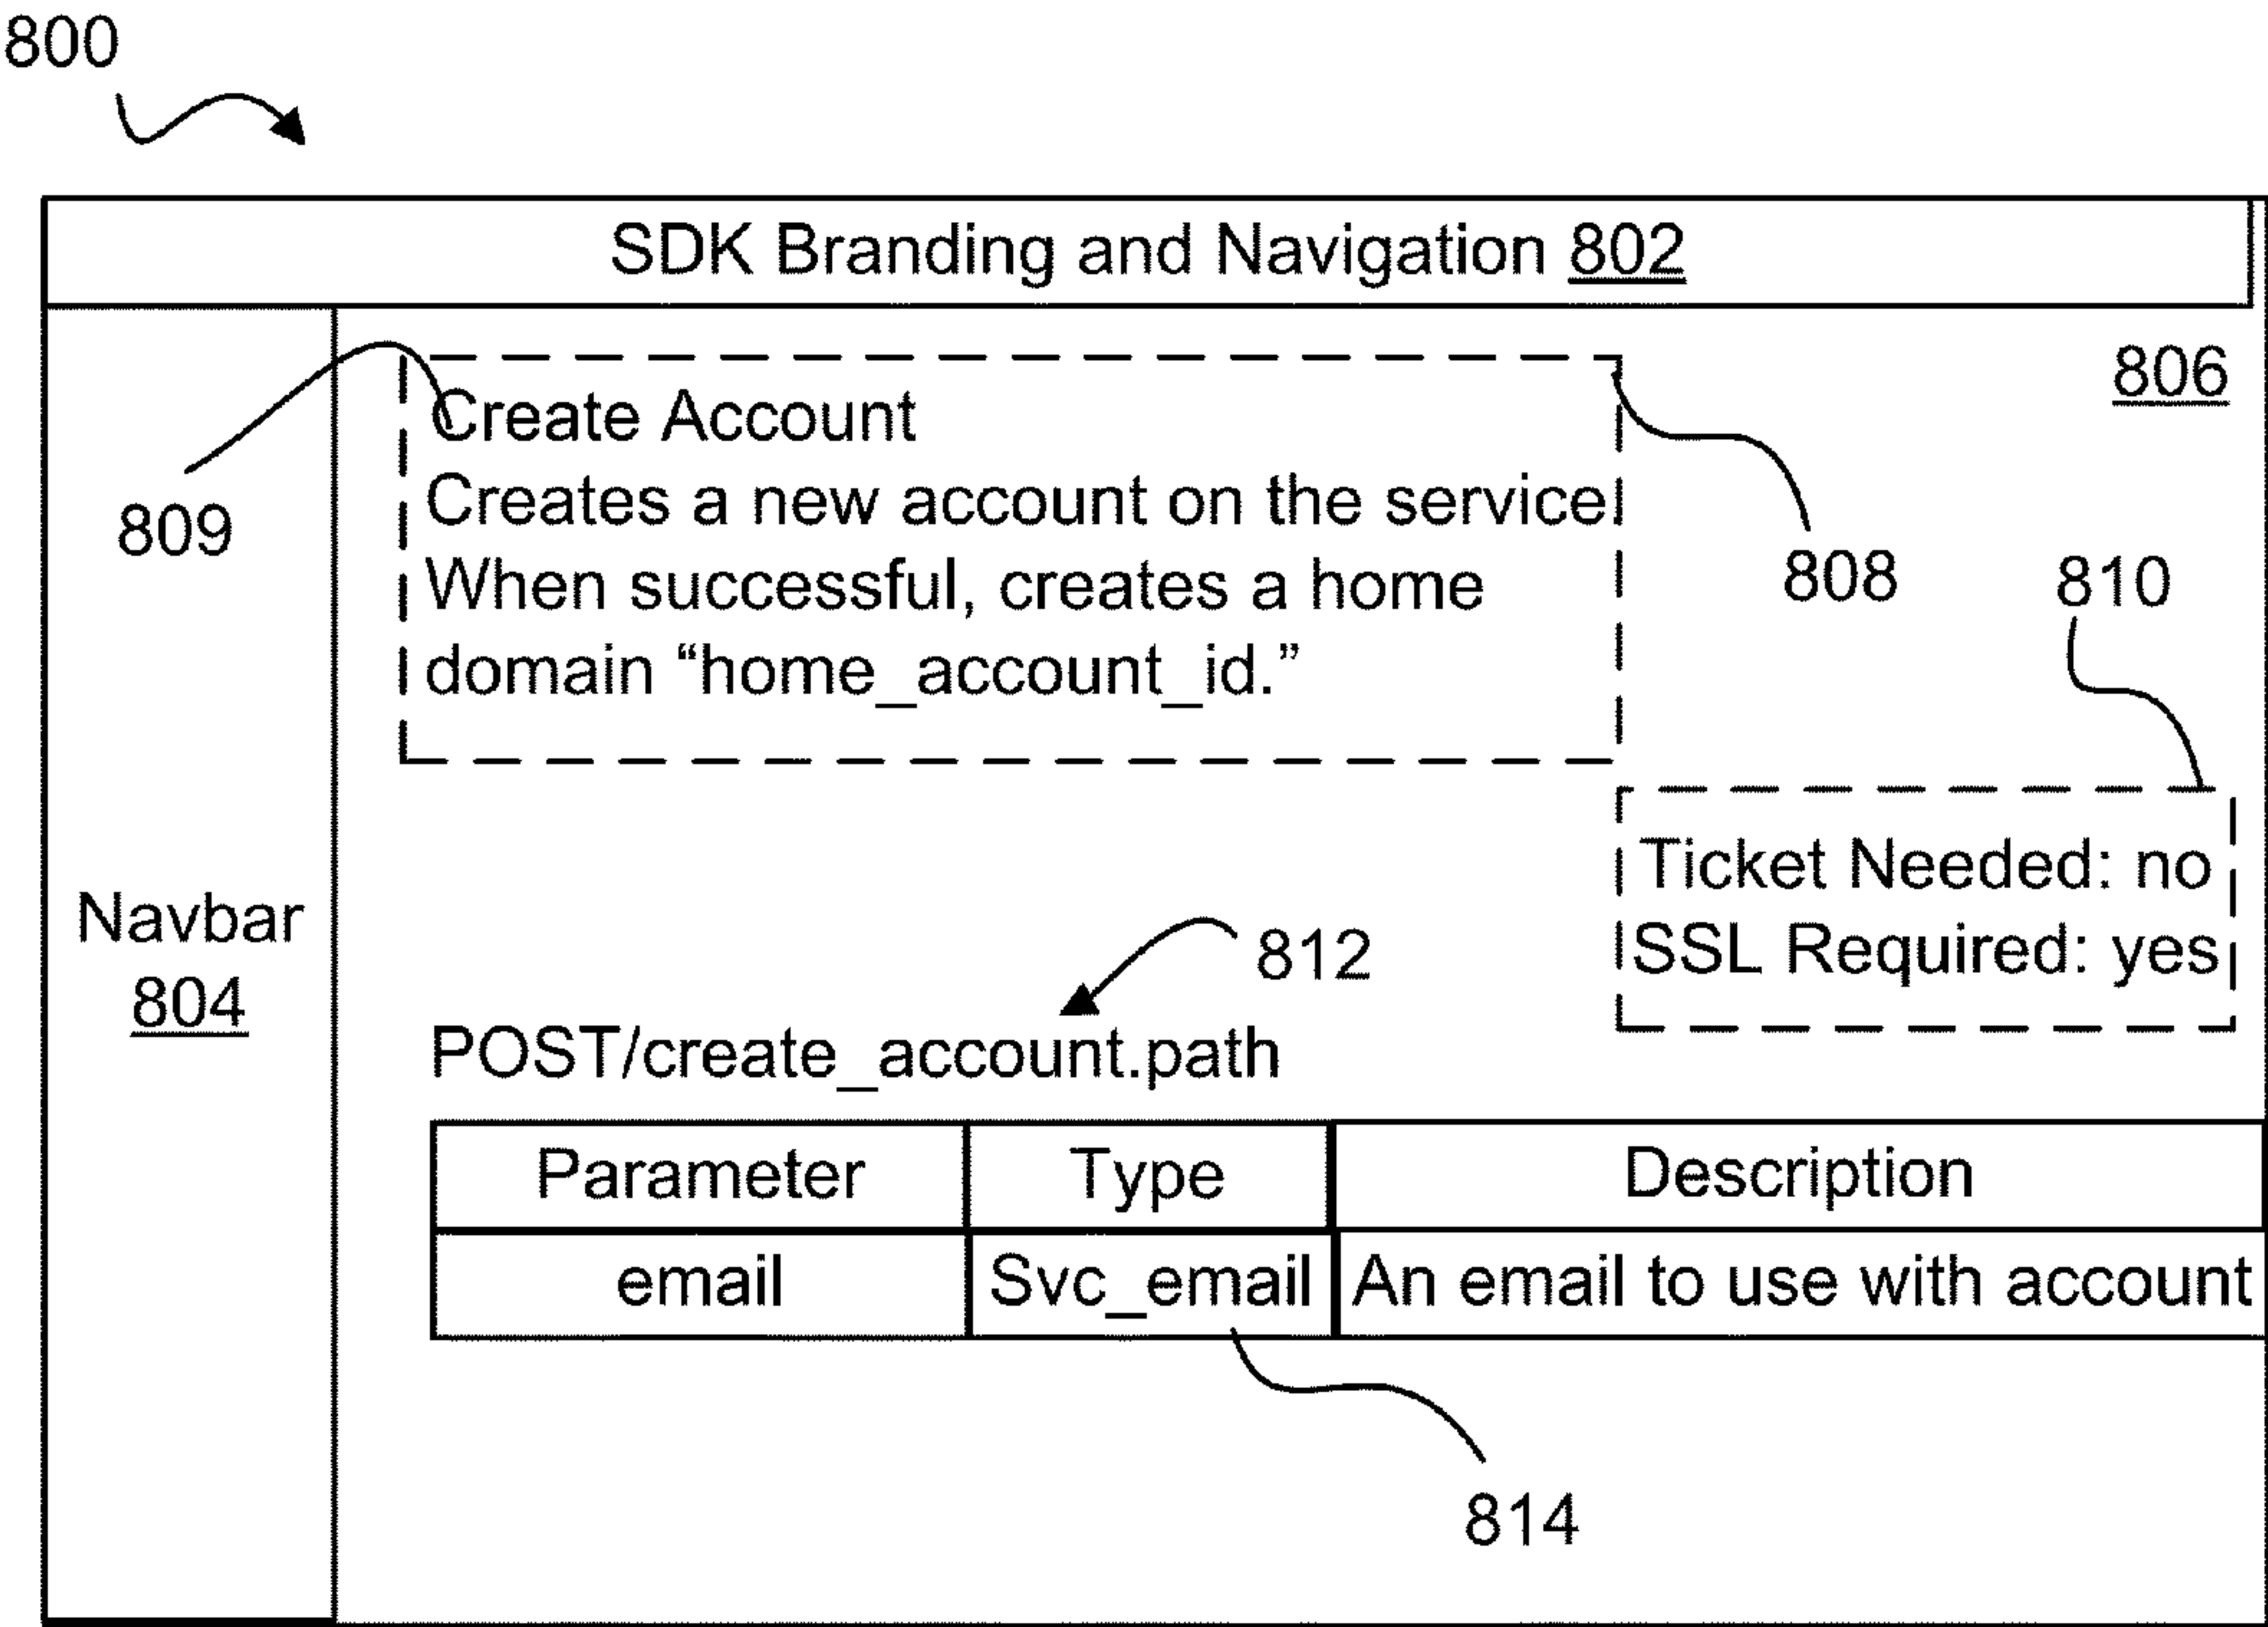 800
SDK Branding and Navigation 802
806
Create Account
Creates a new account on the service
When successful, creates a home
domain “home_account_id.”
809
808
810
Ticket Needed: no
SSL Required: yes
Navbar
804
812
POST/create_account.path
Parameter Type Description
email Svc_email An email to use with account
814